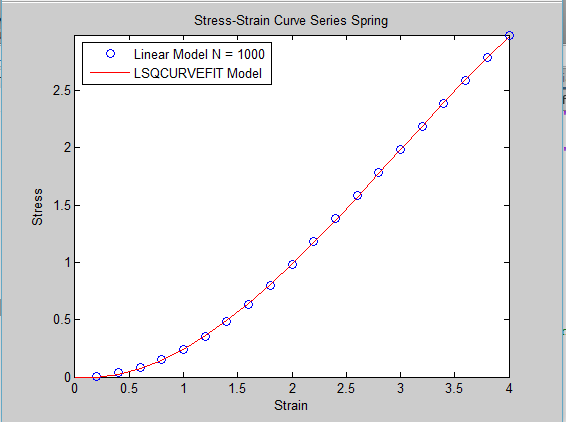 Stress-Strain Curve Series Spring
Linear Model N = 1000
LSQCURVEFIT Model
2.5
2
1.5
1
0.5
0
Stress
0 0.5 1 1.5 2 2.5 3 3.5 4
Strain